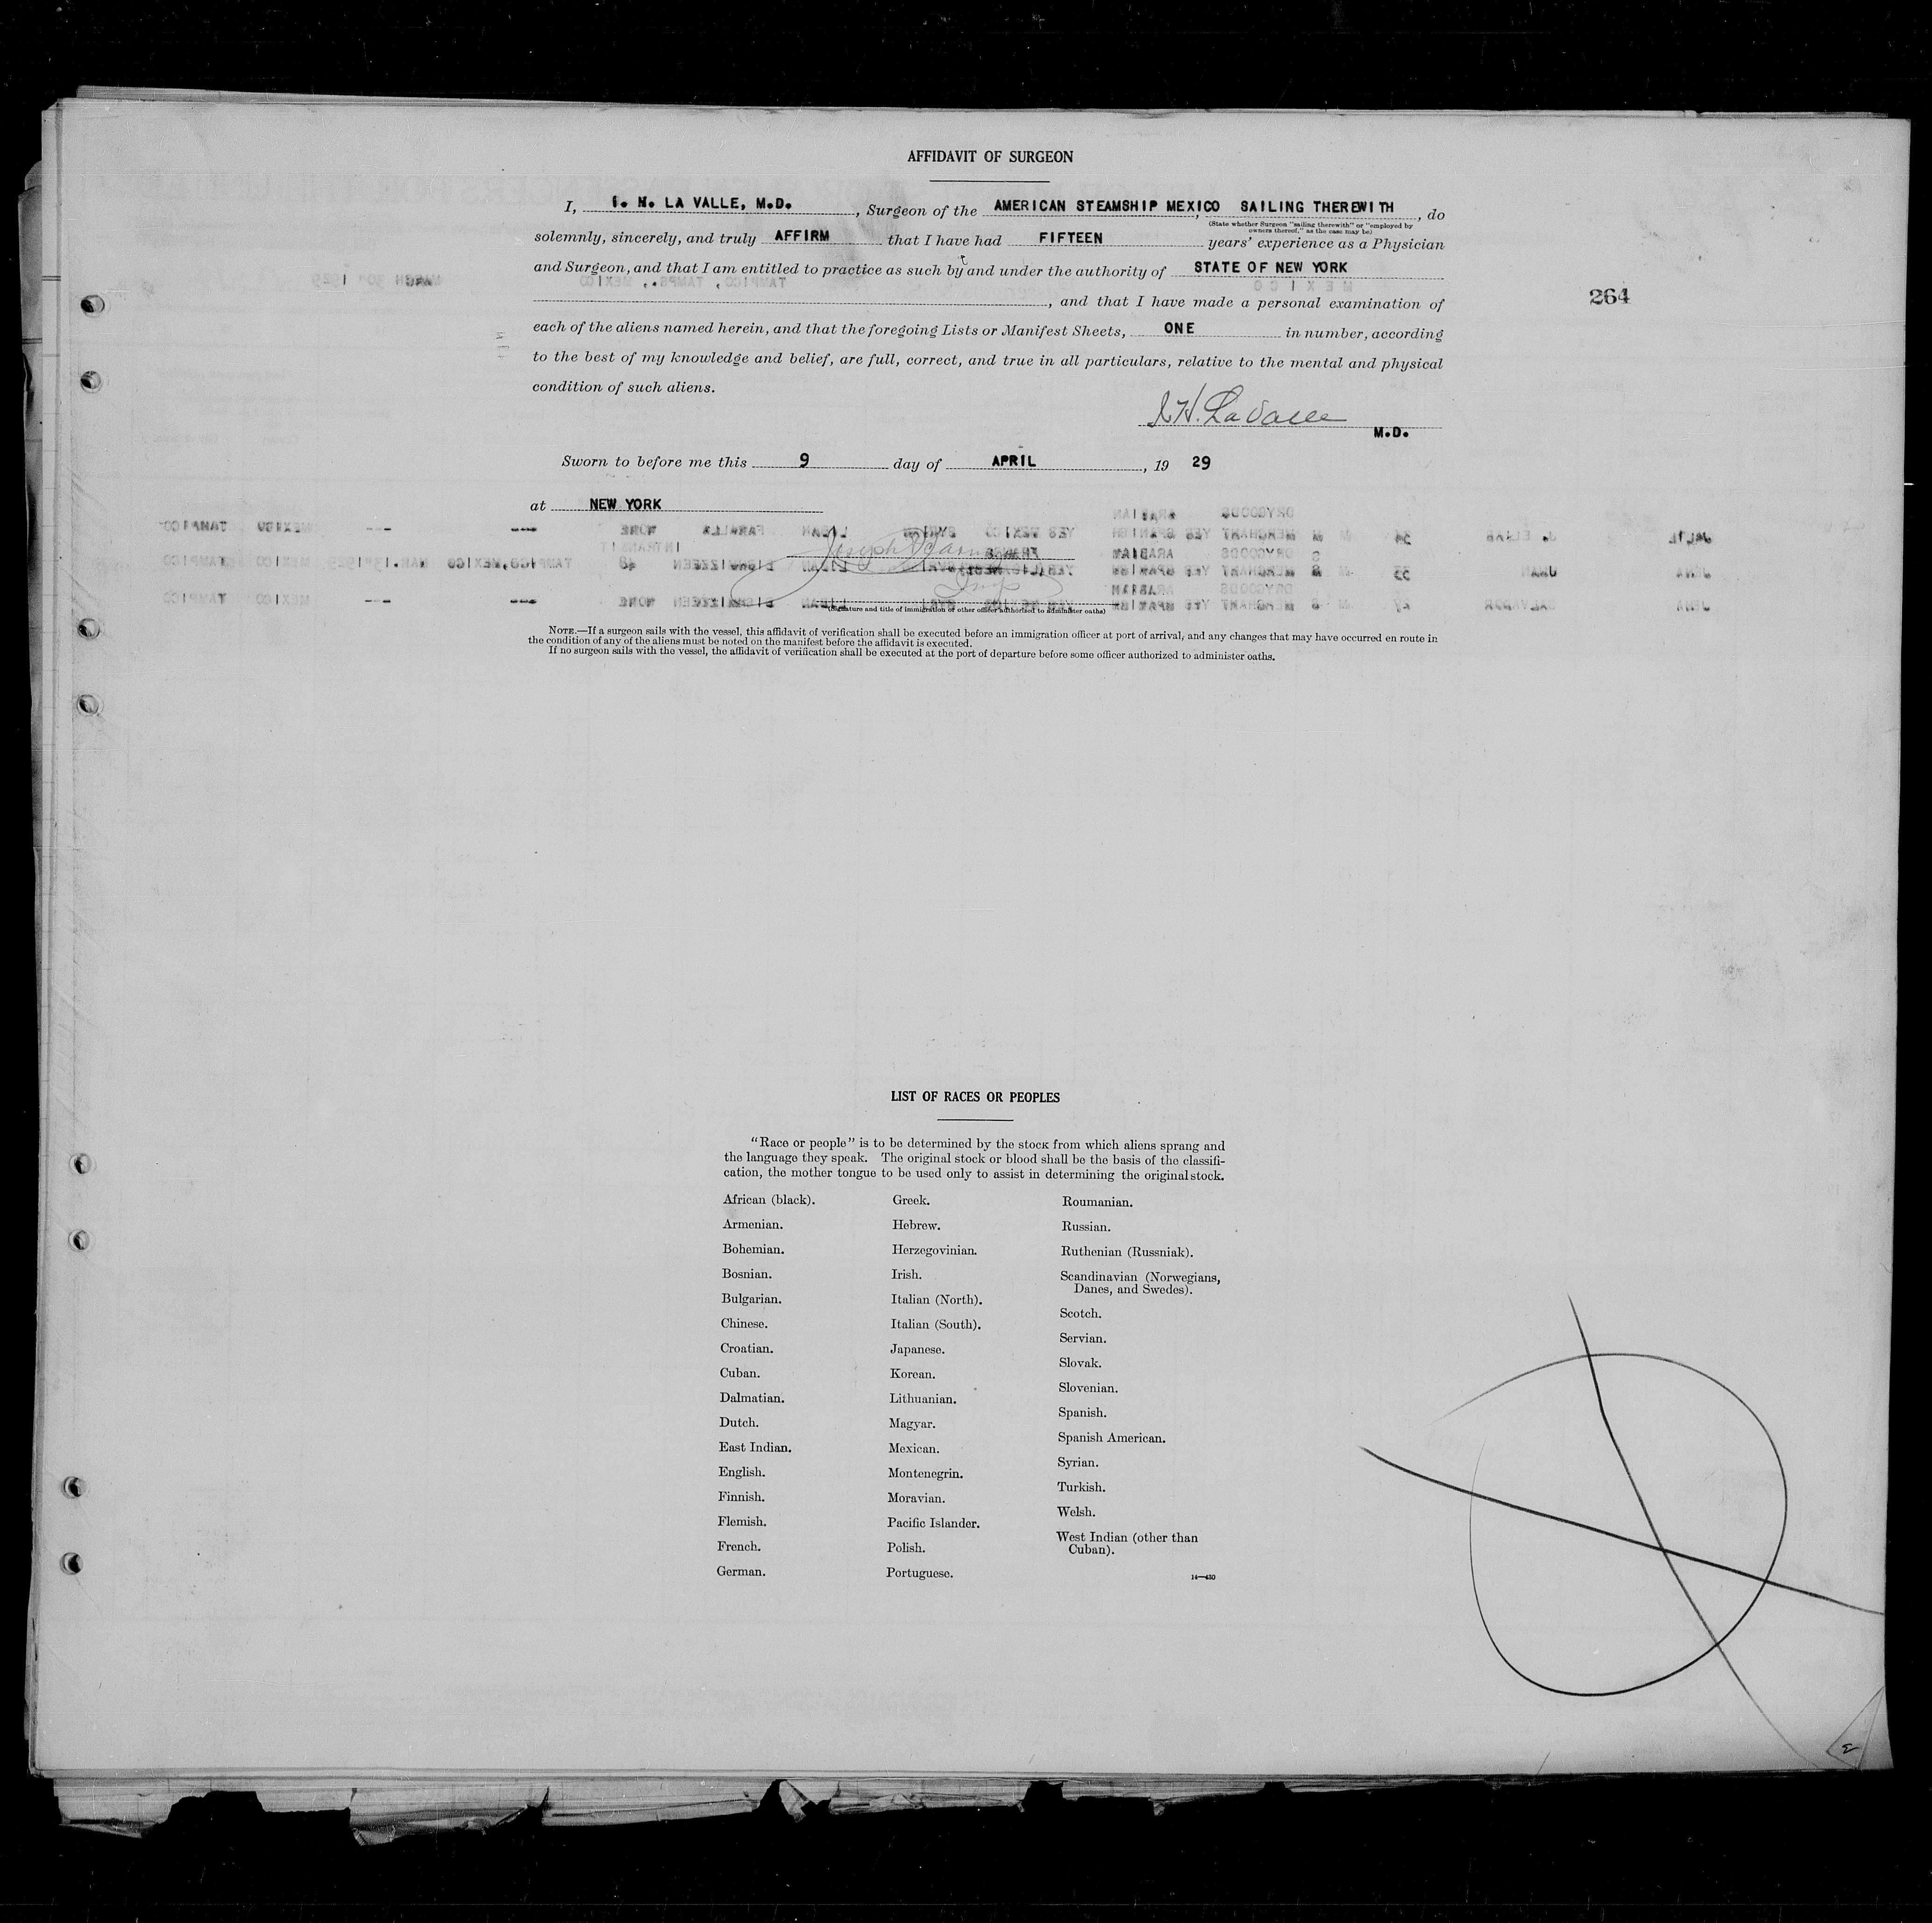 AFFIDAVIT OF SURGEON
I, I. H. LA VALLE, M.D., Surgeon of the AMERICAN STEAMSHIP MEXICO, SAILING THEREWITH, do
(State whether Surgeon "sailing therewith" or "employed by owners thereof," as the case may be)
solemnly, sincerely, and truly AFFIRM that I have had FIFTEEN years' experience as a Physician
and Surgeon, and that I am entitled to practice as such by and under the authority of STATE OF NEW YORK
, and that I have made a personal examination of
264
each of the aliens named herein, and that the foregoing Lists or Manifest Sheets, ONE in number, according
to the best of my knowledge and belief, are full, correct, and true in all particulars, relative to the mental and physical
condition of such aliens.
I H. La Valle
M.D.
Sworn to before me this 9 day of APRIL, 19 29
at NEW YORK
Joseph
Insp
(Signature and title of immigration or other officer authorized to administer oaths)
NOTE.—If a surgeon sails with the vessel, this affidavit of verification shall be executed before an immigration officer at port of arrival, and any changes that may have occurred en route in
the condition of any of the aliens must be noted on the manifest before the affidavit is executed.
If no surgeon sails with the vessel, the affidavit of verification shall be executed at the port of departure before some officer authorized to administer oaths.
LIST OF RACES OR PEOPLES
"Race or people" is to be determined by the stock from which aliens sprang and
the language they speak. The original stock or blood shall be the basis of the classifi-
cation, the mother tongue to be used only to assist in determining the original stock.
African (black).
Armenian.
Bohemian.
Bosnian.
Bulgarian.
Chinese.
Croatian.
Cuban.
Dalmatian.
Dutch.
East Indian.
English.
Finnish.
Flemish.
French.
German.
Greek.
Hebrew.
Herzegovinian.
Irish.
Italian (North).
Italian (South).
Japanese.
Korean.
Lithuanian.
Magyar.
Mexican.
Montenegrin.
Moravian.
Pacific Islander.
Polish.
Portuguese.
Roumanian.
Russian.
Ruthenian (Russniak).
Scandinavian (Norwegians,
Danes, and Swedes).
Scotch.
Servian.
Slovak.
Slovenian.
Spanish.
Spanish American.
Syrian.
Turkish.
Welsh.
West Indian (other than
Cuban).
14—430